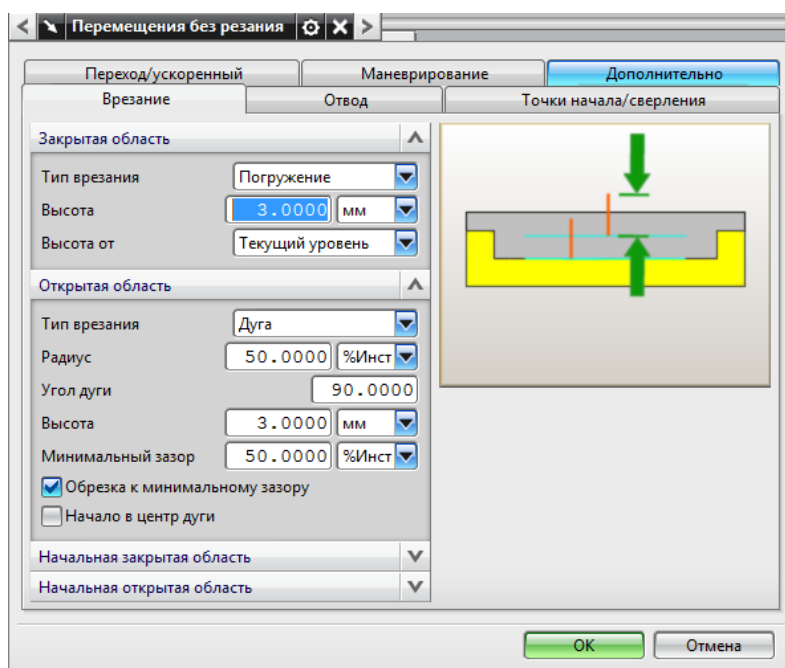 Перемещения без резания
Переход/ускоренный Маневрирование Дополнительно
Врезание Отвод Точки начала/сверления
Закрытая область
Тип врезания Погружение
Высота 3.0000 мм
Высота от Текущий уровень
Открытая область
Тип врезания Дуга
Радиус 50.0000 %Инст
Угол дуги 90.0000
Высота 3.0000 мм
Минимальный зазор 50.0000 %Инст
Обрезка к минимальному зазору
Начало в центр дуги
Начальная закрытая область
Начальная открытая область
OK Отмена